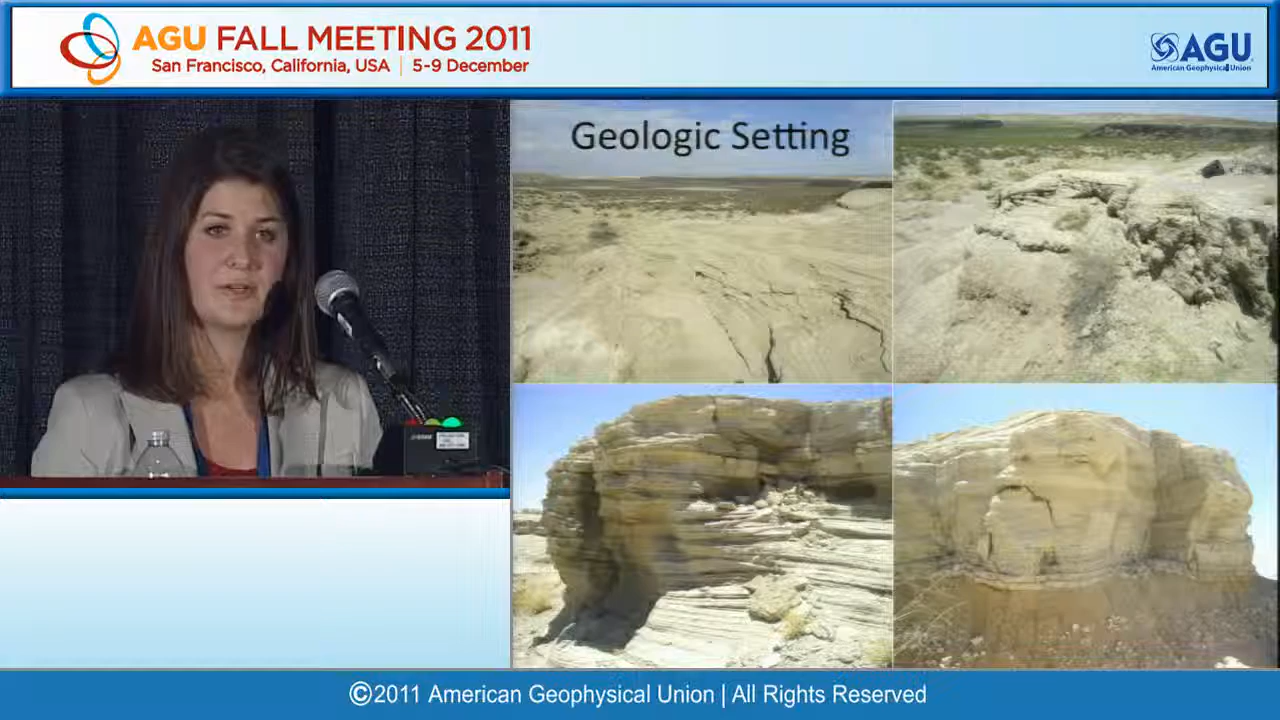 AGU FALL MEETING 2011
San Francisco, California, USA | 5-9 December
AGU
American Geophysical Union
Geologic Setting
©2011 American Geophysical Union | All Rights Reserved